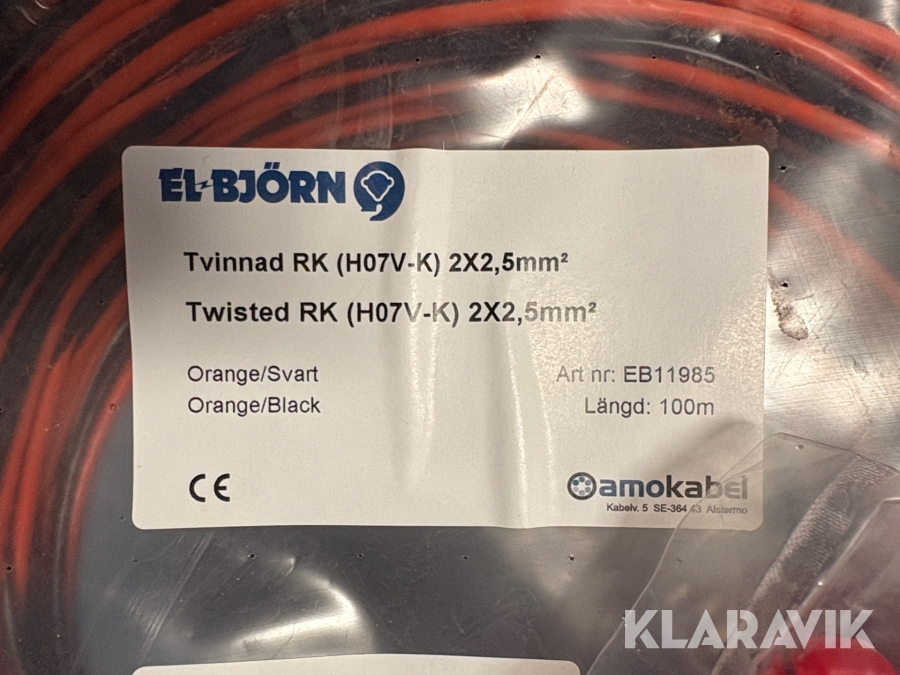 EL-BJÖRN
Tvinnad RK (H07V-K) 2X2,5mm²
Twisted RK (H07V-K) 2X2,5mm²
Orange/Svart
Art nr: EB11985
Orange/Black
Längd: 100m
CE
amokabel
Kabelv. 5 SE-364 43 Alstermo
KLARAVIK